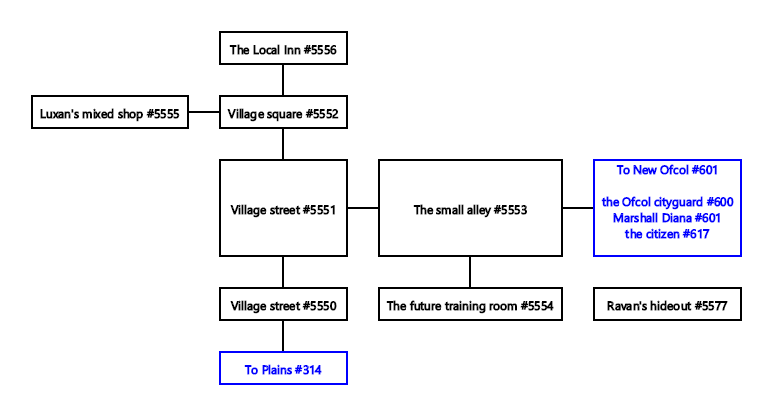 The Local Inn #5556
Luxan's mixed shop #5555
Village square #5552
To New Ofcol #601
the Ofcol cityguard #600
Marshall Diana #601
the citizen #617
Village street #5551
The small alley #5553
Village street #5550
The future training room #5554
Ravan's hideout #5577
To Plains #314